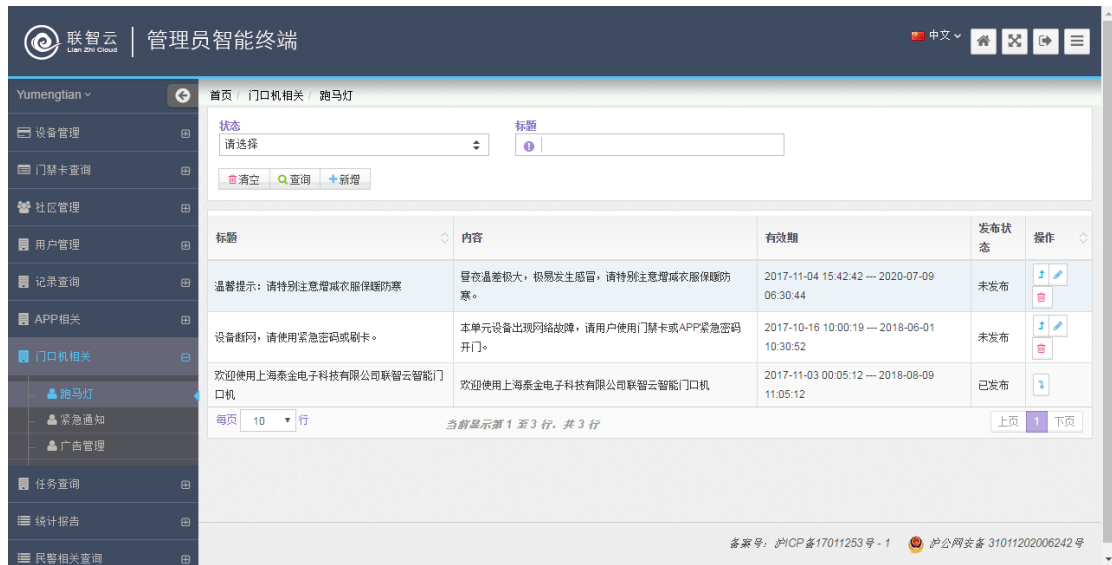 联智云 管理员智能终端 中文
Lian Zhi Cloud
Yumengtian
首页 / 门口机相关 / 跑马灯
设备管理
门禁卡查询
社区管理
用户管理
记录查询
APP相关
门口机相关
跑马灯
紧急通知
广告管理
任务查询
统计报告
民警相关查询
状态 标题
请选择
清空 查询 新增
标题 内容 有效期 发布状态 操作
温馨提示：请特别注意增减衣服保暖防寒
昼夜温差极大，极易发生感冒，请特别注意增减衣服保暖防
寒。
2017-11-04 15:42:42 --- 2020-07-09
06:30:44
未发布
设备断网，请使用紧急密码或刷卡。
本单元设备出现网络故障，请用户使用门禁卡或APP紧急密码
开门。
2017-10-16 10:00:19 --- 2018-06-01
10:30:52
未发布
欢迎使用上海泰金电子科技有限公司联智云智能门
口机
欢迎使用上海泰金电子科技有限公司联智云智能门口机
2017-11-03 00:05:12 --- 2018-08-09
11:05:12
已发布
每页 10 行 当前显示第 1 至 3 行，共 3 行 上页 1 下页
备案号：沪ICP备17011253号-1 沪公网安备 31011202006242号